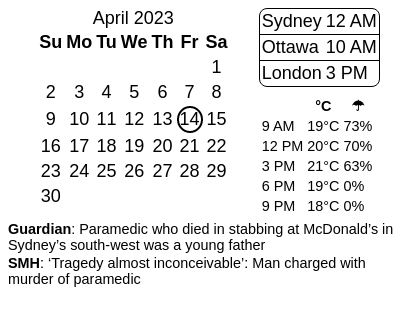 April 2023
Su Mo Tu We Th Fr Sa
1
2 3 4 5 6 7 8
9 10 11 12 13 14 15
16 17 18 19 20 21 22
23 24 25 26 27 28 29
30
Sydney 12 AM
Ottawa 10 AM
London 3 PM
°C ☂
9 AM 19°C 73%
12 PM 20°C 70%
3 PM 21°C 63%
6 PM 19°C 0%
9 PM 18°C 0%
Guardian: Paramedic who died in stabbing at McDonald’s in
Sydney’s south-west was a young father
SMH: ‘Tragedy almost inconceivable’: Man charged with
murder of paramedic